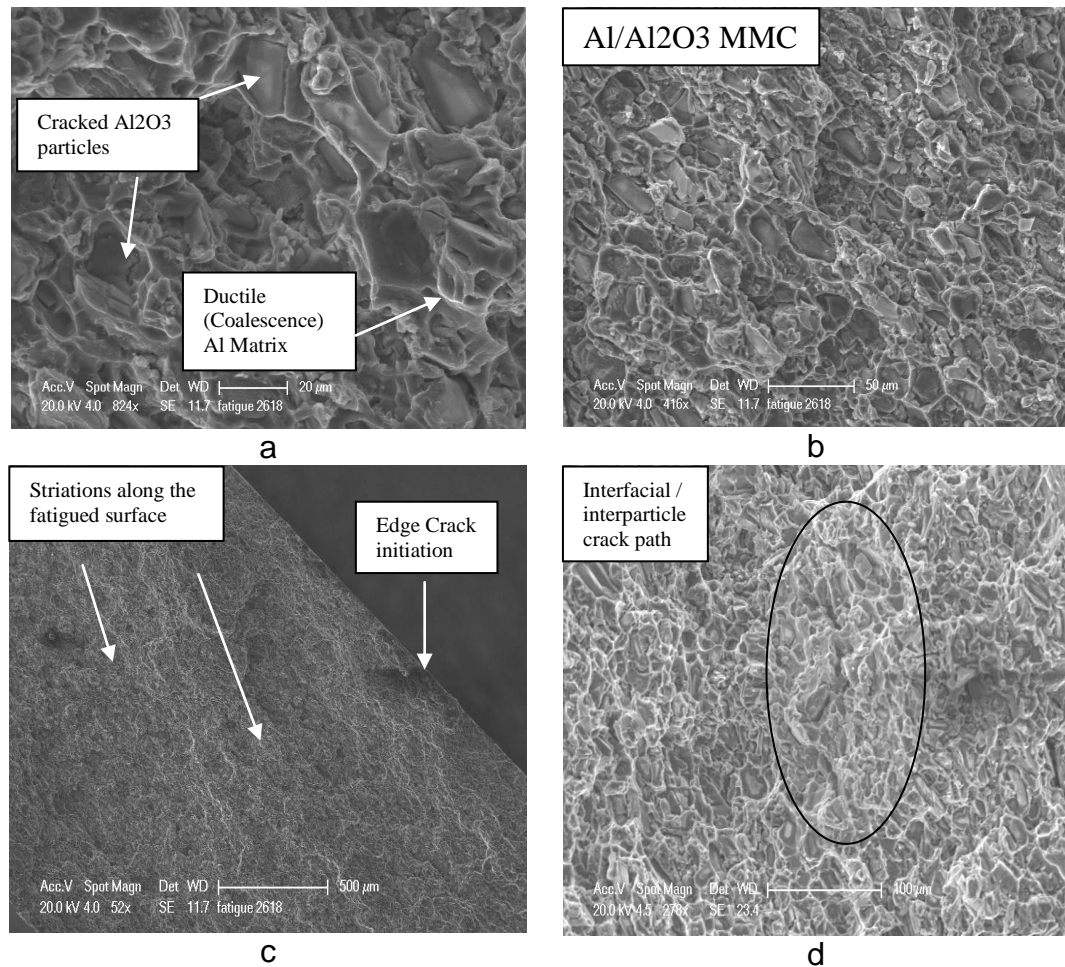 Cracked Al2O3
particles
Ductile
(Coalescence)
Al Matrix
Acc.V Spot Magn Det WD 20 µm
20.0 kV 4.0 824x SE 11.7 fatigue 2618
a
Al/Al2O3 MMC
Acc.V Spot Magn Det WD 50 µm
20.0 kV 4.0 416x SE 11.7 fatigue 2618
b
Striations along the
fatigued surface
Edge Crack
initiation
Acc.V Spot Magn Det WD 500 µm
20.0 kV 4.0 52x SE 11.7 fatigue 2618
c
Interfacial /
interparticle
crack path
Acc.V Spot Magn Det WD 100 µm
20.0 kV 4.5 278x SE 23.4
d